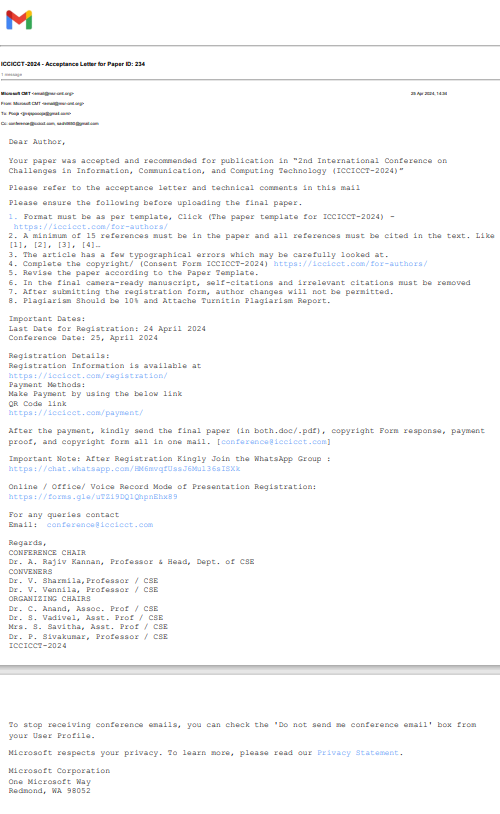 ICCICCT-2024 - Acceptance Letter for Paper ID: 234
1 message
Microsoft CMT <email@msr-cmt.org> 25 Apr 2024, 14:34
From: Microsoft CMT <email@msr-cmt.org>
To: Pooja
Cc: conference@iccicct.com,
Dear Author,
Your paper was accepted and recommended for publication in “2nd International Conference on
Challenges in Information, Communication, and Computing Technology (ICCICCT-2024)”
Please refer to the acceptance letter and technical comments in this mail
Please ensure the following before uploading the final paper.
1. Format must be as per template, Click (The paper template for ICCICCT-2024) -
https://iccicct.com/for-authors/
2. A minimum of 15 references must be in the paper and all references must be cited in the text. Like
[1], [2], [3], [4]…
3. The article has a few typographical errors which may be carefully looked at.
4. Complete the copyright/ (Consent Form ICCICCT-2024) https://iccicct.com/for-authors/
5. Revise the paper according to the Paper Template.
6. In the final camera-ready manuscript, self-citations and irrelevant citations must be removed
7. After submitting the registration form, author changes will not be permitted.
8. Plagiarism Should be 10% and Attache Turnitin Plagiarism Report.
Important Dates:
Last Date for Registration: 24 April 2024
Conference Date: 25, April 2024
Registration Details:
Registration Information is available at
https://iccicct.com/registration/
Payment Methods:
Make Payment by using the below link
QR Code link
https://iccicct.com/payment/
After the payment, kindly send the final paper (in both.doc/.pdf), copyright Form response, payment
proof, and copyright form all in one mail. [conference@iccicct.com]
Important Note: After Registration Kingly Join the WhatsApp Group :
https://chat.whatsapp.com/HM6mvqfUssJ6Mul36sISXk
Online / Office/ Voice Record Mode of Presentation Registration:
https://forms.gle/uTZi9DQ1QhpnEhx89
For any queries contact
Email: conference@iccicct.com
Regards,
CONFERENCE CHAIR
Dr. A. Rajiv Kannan, Professor & Head, Dept. of CSE
CONVENERS
Dr. V. Sharmila,Professor / CSE
Dr. V. Vennila, Professor / CSE
ORGANIZING CHAIRS
Dr. C. Anand, Assoc. Prof / CSE
Dr. S. Vadivel, Asst. Prof / CSE
Mrs. S. Savitha, Asst. Prof / CSE
Dr. P. Sivakumar, Professor / CSE
ICCICCT-2024
To stop receiving conference emails, you can check the 'Do not send me conference email' box from
your User Profile.
Microsoft respects your privacy. To learn more, please read our Privacy Statement.
Microsoft Corporation
One Microsoft Way
Redmond, WA 98052